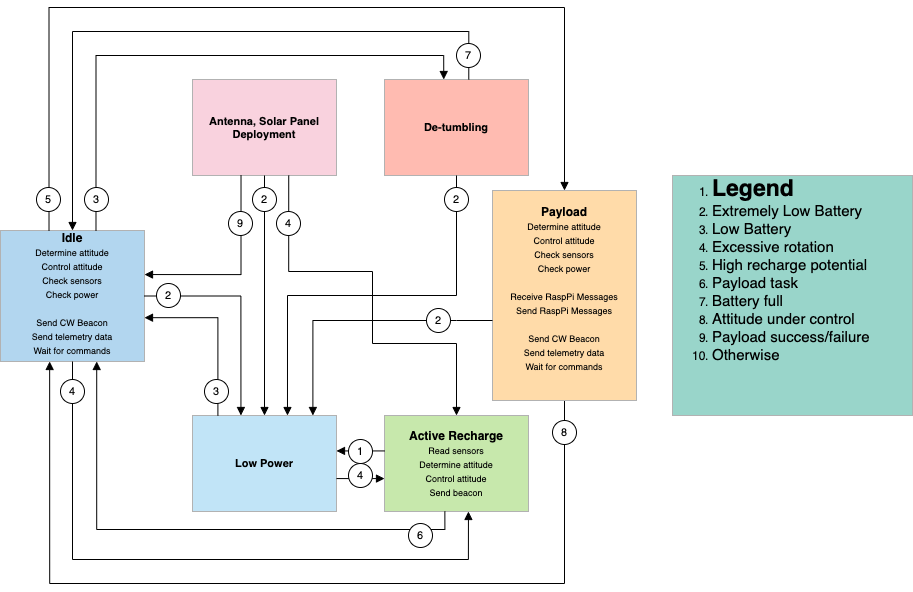 7
Antenna, Solar Panel
Deployment
De-tumbling
5
3
9
2
4
2
Payload
Determine attitude
Control attitude
Check sensors
Check power
Receive RaspPi Messages
Send RaspPi Messages
Send CW Beacon
Send telemetry data
Wait for commands
Idle
Determine attitude
Control attitude
Check sensors
Check power
Send CW Beacon
Send telemetry data
Wait for commands
2
2
4
3
Low Power
1
4
Active Recharge
Read sensors
Determine attitude
Control attitude
Send beacon
8
6
1. Legend
2. Extremely Low Battery
3. Low Battery
4. Excessive rotation
5. High recharge potential
6. Payload task
7. Battery full
8. Attitude under control
9. Payload success/failure
10. Otherwise